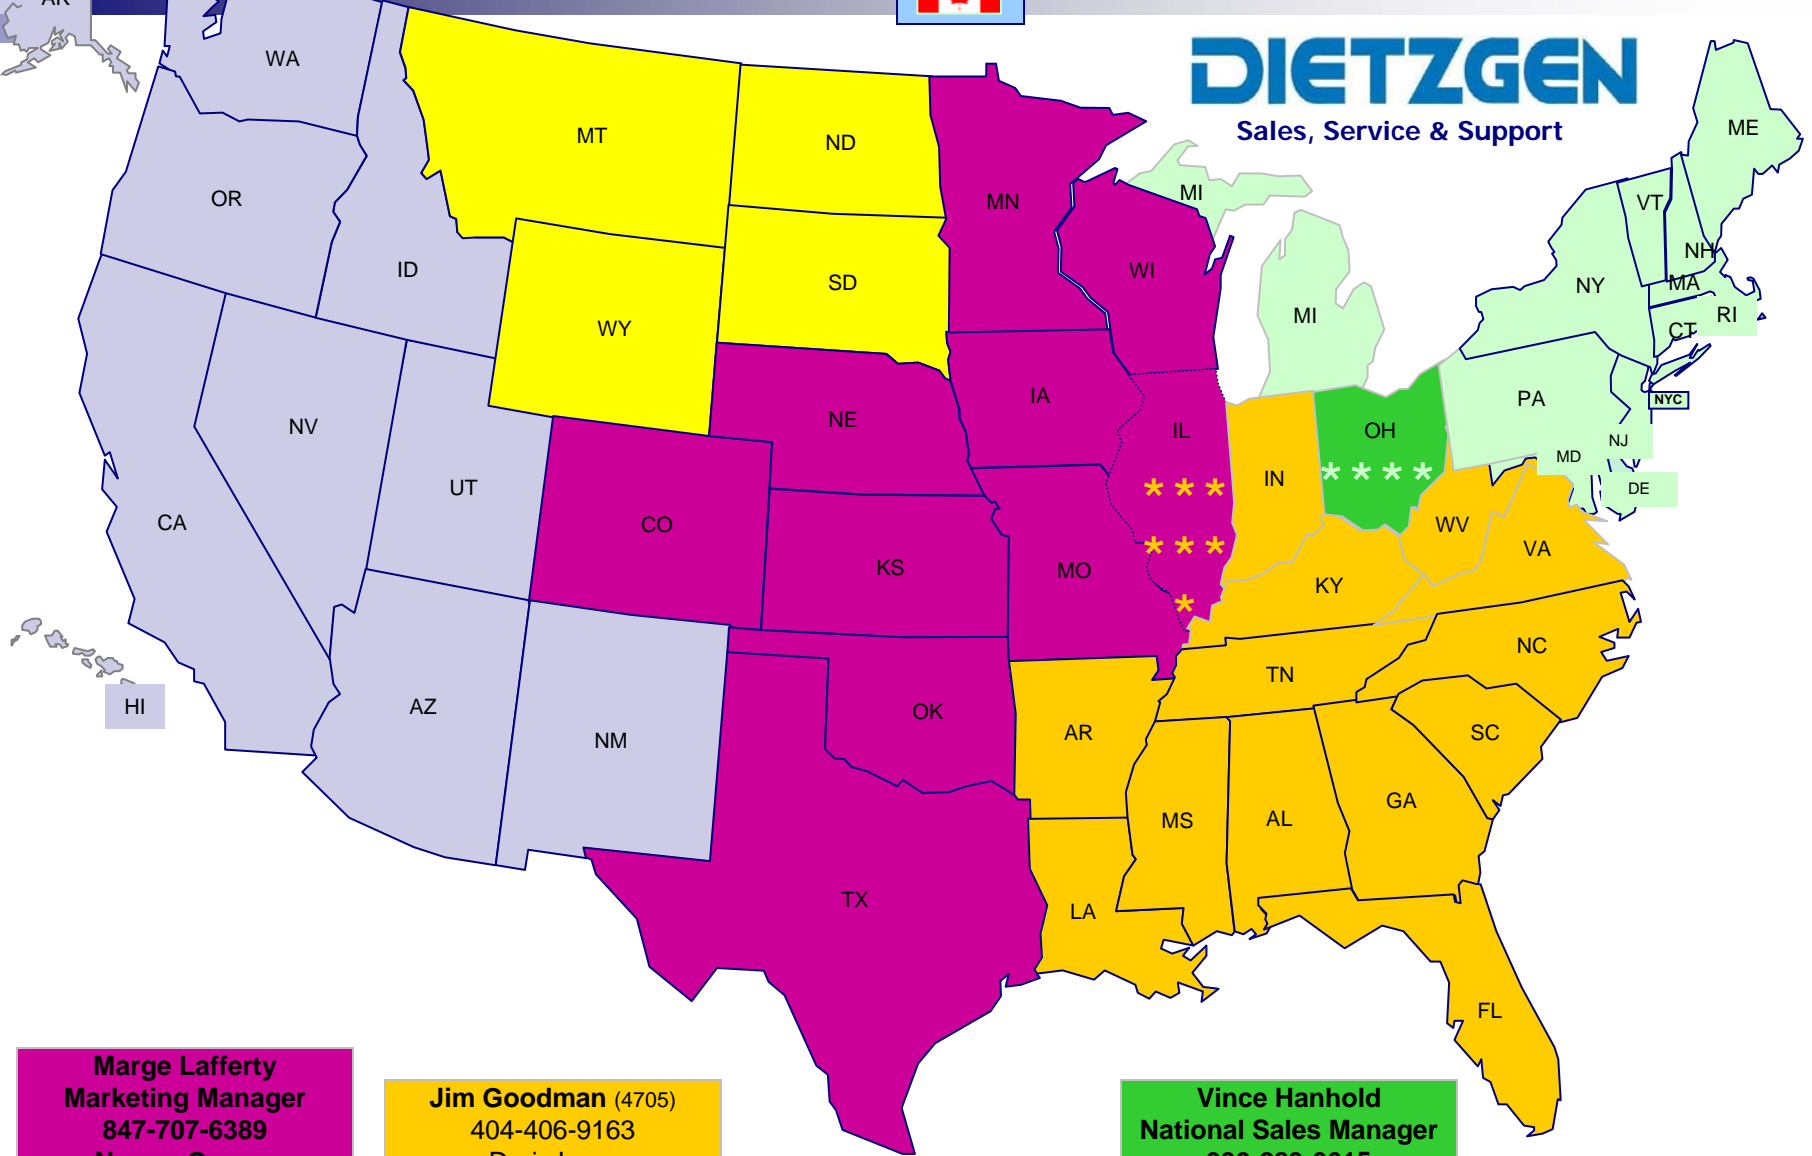 DIETZGEN
Sales, Service & Support
WA
OR
ID
MT
ND
SD
WY
MN
WI
MI
MI
ME
VT
NH
MA
RI
CT
NY
NYC
PA
NJ
MD
DE
NE
IA
IL
* * *
* * *
*
IN
OH
* * * *
WV
VA
KY
CA
NV
UT
CO
KS
MO
HI
AZ
NM
OK
AR
TN
NC
SC
MS
AL
GA
TX
LA
FL
Marge Lafferty
Marketing Manager
847-707-6389
Jim Goodman (4705)
404-406-9163
Vince Hanhold
National Sales Manager